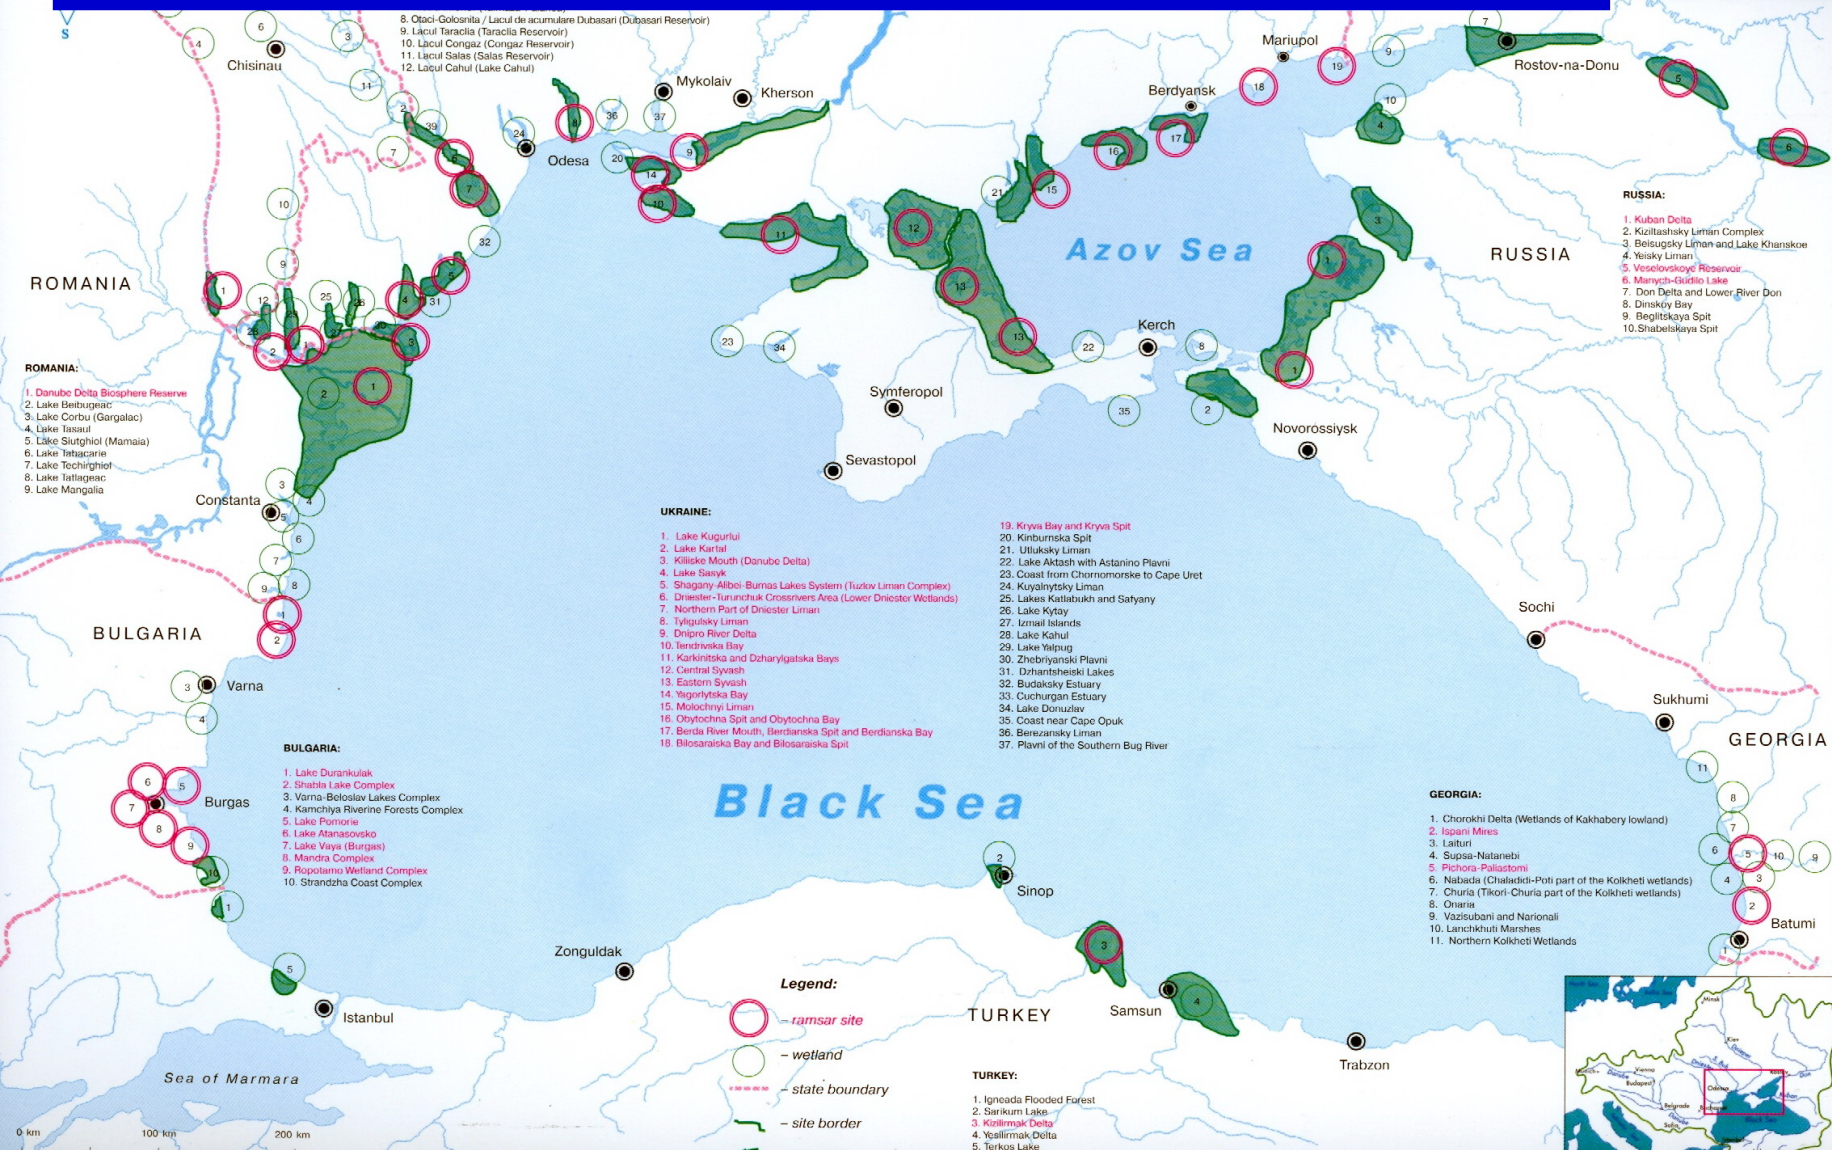 S
8. Otaci-Golosnita / Lacul de acumulare Dubasari (Dubasari Reservoir)
9. Lacul Taraclia (Taraclia Reservoir)
10. Lacul Congaz (Congaz Reservoir)
11. Lacul Salas (Salas Reservoir)
12. Lacul Cahul (Lake Cahul)
Chisinau
Mykolaiv
Kherson
Odesa
Mariupol
Berdyansk
Rostov-na-Donu
Azov Sea
RUSSIA
ROMANIA
Kerch
Symferopol
Sevastopol
Novorossiysk
Constanta
BULGARIA
Varna
Burgas
Sochi
Sukhumi
GEORGIA
Batumi
Black Sea
Sinop
Samsun
Trabzon
TURKEY
Zonguldak
Istanbul
Sea of Marmara
RUSSIA:
1. Kuban Delta
2. Kiziltashsky Liman Complex
3. Beisugsky Liman and Lake Khanskoe
4. Yeisky Liman
5. Veselovskoye Reservoir
6. Manych-Gudilo Lake
7. Don Delta and Lower River Don
8. Dinskoy Bay
9. Beglitskaya Spit
10. Shabelskaya Spit
ROMANIA:
1. Danube Delta Biosphere Reserve
2. Lake Beibugeac
3. Lake Corbu (Gargalac)
4. Lake Tasaul
5. Lake Siutghiol (Mamaia)
6. Lake Tabacarie
7. Lake Techirghiol
8. Lake Tatlageac
9. Lake Mangalia
UKRAINE:
1. Lake Kugurlui
2. Lake Kartal
3. Kiliiske Mouth (Danube Delta)
4. Lake Sasyk
5. Shagany-Alibei-Burnas Lakes System (Tuzlov Liman Complex)
6. Dniester-Turunchuk Crossrivers Area (Lower Dniester Wetlands)
7. Northern Part of Dniester Liman
8. Tyligulsky Liman
9. Dnipro River Delta
10. Tendrivska Bay
11. Karkinitska and Dzharylgatska Bays
12. Central Syvash
13. Eastern Syvash
14. Yagorlytska Bay
15. Molochnyi Liman
16. Obytochna Spit and Obytochna Bay
17. Berda River Mouth, Berdianska Spit and Berdianska Bay
18. Bilosaraiska Bay and Bilosaraiska Spit
19. Kryva Bay and Kryva Spit
20. Kinburnska Spit
21. Utluksky Liman
22. Lake Aktash with Astanino Plavni
23. Coast from Chornomorske to Cape Uret
24. Kuyalnytsky Liman
25. Lakes Katlabukh and Safyany
26. Lake Kytay
27. Izmail Islands
28. Lake Kahul
29. Lake Yalpug
30. Zhebriyanski Plavni
31. Dzhantsheiski Lakes
32. Budaksky Estuary
33. Cuchurgan Estuary
34. Lake Donuzlav
35. Coast near Cape Opuk
36. Berezansky Liman
37. Plavni of the Southern Bug River
BULGARIA:
1. Lake Durankulak
2. Shabla Lake Complex
3. Varna-Beloslav Lakes Complex
4. Kamchiya Riverine Forests Complex
5. Lake Pomorie
6. Lake Atanasovsko
7. Lake Vaya (Burgas)
8. Mandra Complex
9. Ropotamo Wetland Complex
10. Strandzha Coast Complex
GEORGIA:
1. Chorokhi Delta (Wetlands of Kakhabery lowland)
2. Ispani Mires
3. Laituri
4. Supsa-Natanebi
5. Pichora-Paliastomi
6. Nabada (Chaladidi-Poti part of the Kolkheti wetlands)
7. Churia (Tikori-Churia part of the Kolkheti wetlands)
8. Onaria
9. Vazisubani and Narionali
10. Lanchkhuti Marshes
11. Northern Kolkheti Wetlands
Legend:
– ramsar site
– wetland
– state boundary
– site border
TURKEY:
1. Igneada Flooded Forest
2. Sarikum Lake
3. Kizilirmak Delta
4. Yesilirmak Delta
5. Terkos Lake
0 km
100 km
200 km
Minsk
Kiev
Vienna
Budapest
Odessa
Belgrade
Sofia
Black Sea